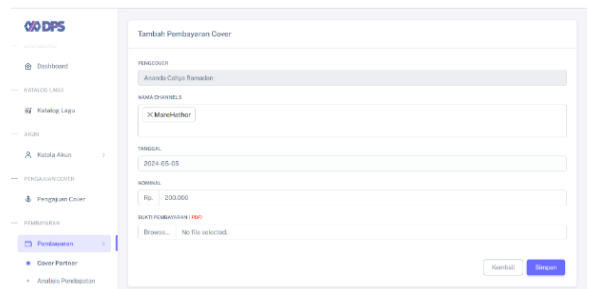 DPS
Dashboard
KATALOG LAGU
Katalog Lagu
AKUN
Kelola Akun
PENGAJUAN COVER
Pengajuan Cover
PEMBAYARAN
Pembayaran
Cover Partner
Analisis Pendapatan
Tambah Pembayaran Cover
PENGCOVER
Ananda Cahya Ramadan
NAMA CHANNELS
× MareHathor
TANGGAL
2024-05-05
NOMINAL
Rp. 200.000
BUKTI PEMBAYARAN ( PDF)
Browse... No file selected.
Kembali
Simpan